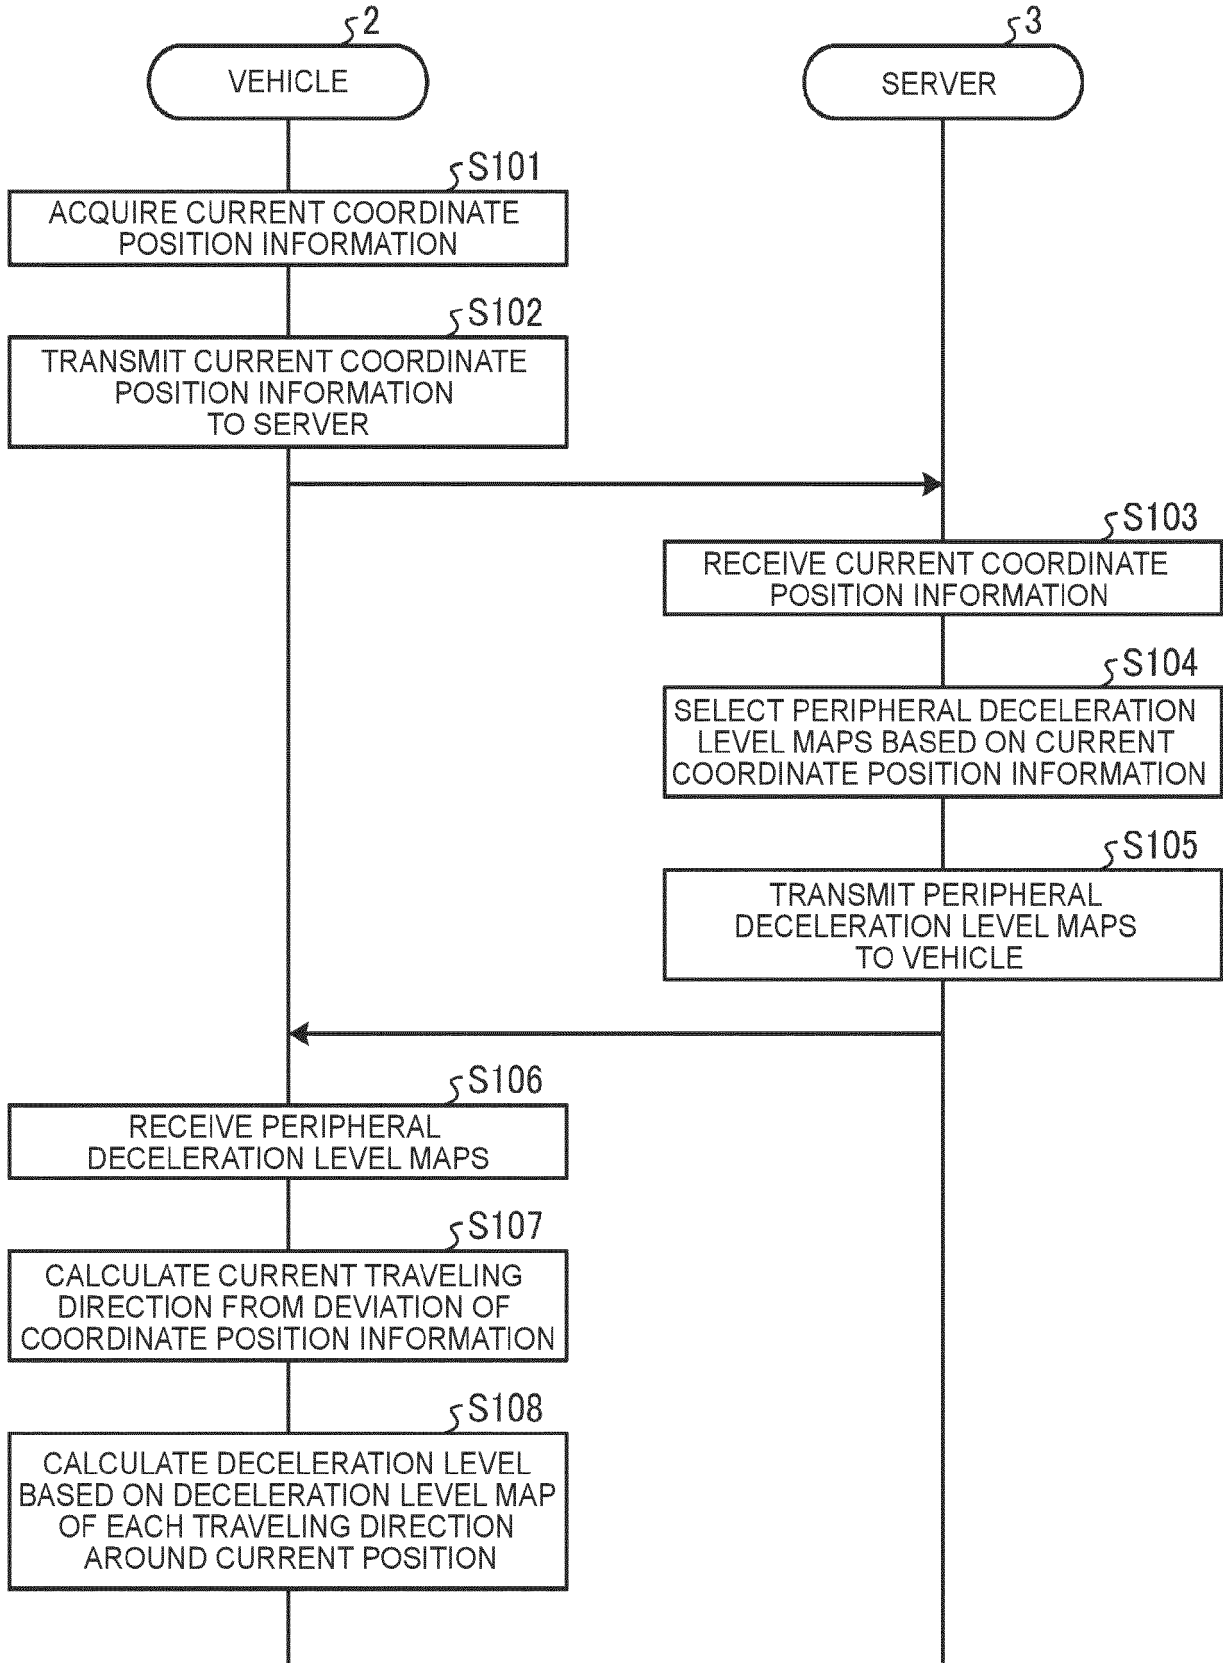 2
VEHICLE
3
SERVER
S101
ACQUIRE CURRENT COORDINATE
POSITION INFORMATION
S102
TRANSMIT CURRENT COORDINATE
POSITION INFORMATION
TO SERVER
S103
RECEIVE CURRENT COORDINATE
POSITION INFORMATION
S104
SELECT PERIPHERAL DECELERATION
LEVEL MAPS BASED ON CURRENT
COORDINATE POSITION INFORMATION
S105
TRANSMIT PERIPHERAL
DECELERATION LEVEL MAPS
TO VEHICLE
S106
RECEIVE PERIPHERAL
DECELERATION LEVEL MAPS
S107
CALCULATE CURRENT TRAVELING
DIRECTION FROM DEVIATION OF
COORDINATE POSITION INFORMATION
S108
CALCULATE DECELERATION LEVEL
BASED ON DECELERATION LEVEL MAP
OF EACH TRAVELING DIRECTION
AROUND CURRENT POSITION